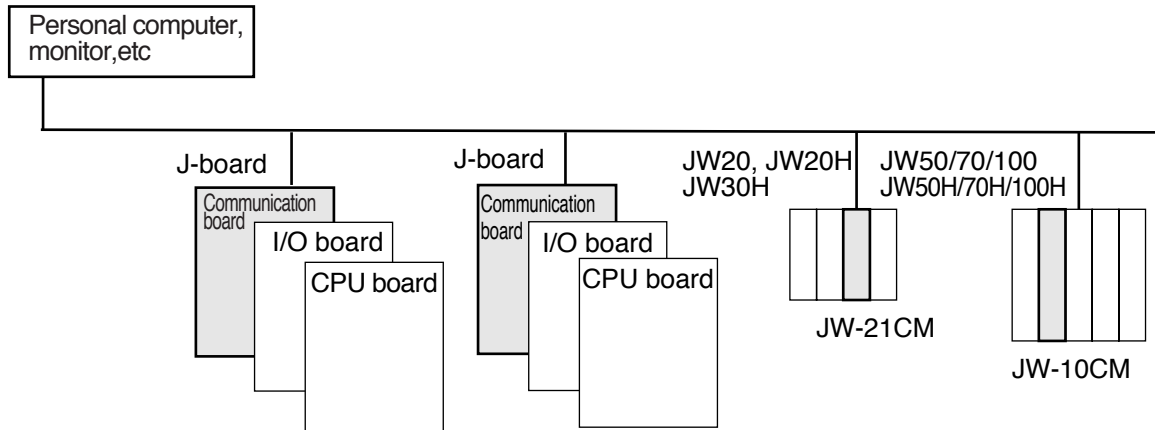 Personal computer,
monitor,etc
J-board
Communication
board
I/O board
CPU board
J-board
Communication
board
I/O board
CPU board
JW20, JW20H
JW30H
JW-21CM
JW50/70/100
JW50H/70H/100H
JW-10CM